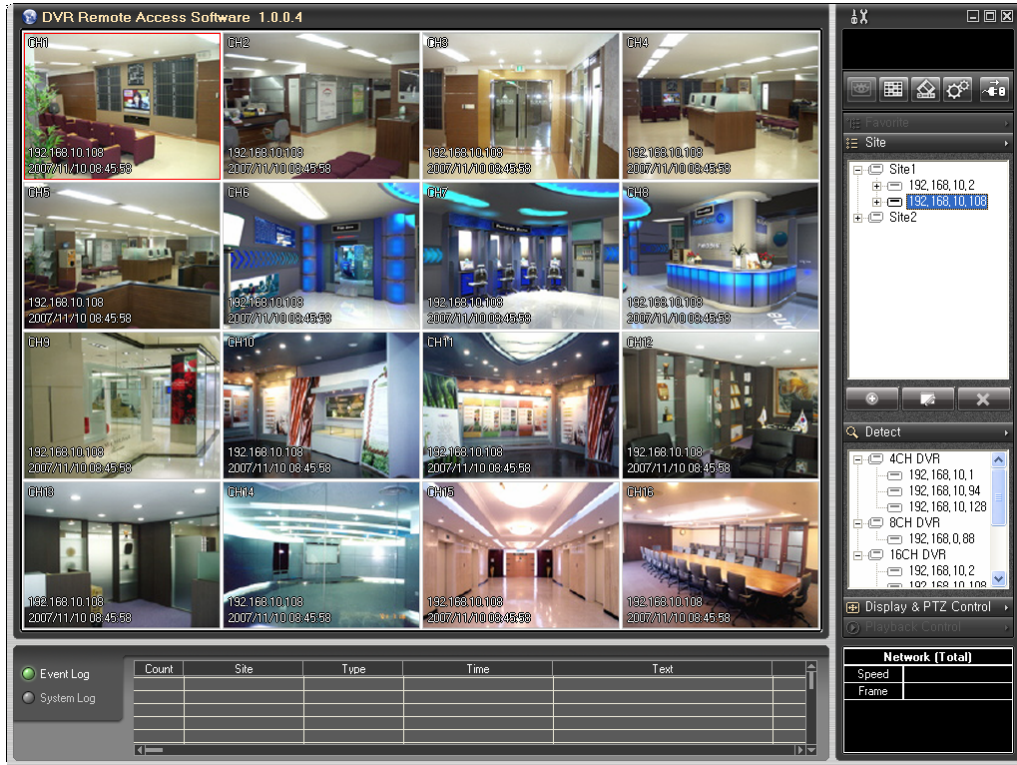 DVR Remote Access Software 1.0.0.4
CH1
192.168.10.108
2007/11/10 08:45:58
CH2
192.168.10.108
2007/11/10 08:45:58
CH3
192.168.10.108
2007/11/10 08:45:58
CH4
192.168.10.108
2007/11/10 08:45:58
CH5
192.168.10.108
2007/11/10 08:45:58
CH6
192.168.10.108
2007/11/10 08:45:58
CH7
192.168.10.108
2007/11/10 08:45:58
CH8
192.168.10.108
2007/11/10 08:45:58
CH9
192.168.10.108
2007/11/10 08:45:58
CH10
192.168.10.108
2007/11/10 08:45:58
CH11
192.168.10.108
2007/11/10 08:45:58
CH12
192.168.10.108
2007/11/10 08:45:58
CH13
192.168.10.108
2007/11/10 08:45:58
CH14
192.168.10.108
2007/11/10 08:45:58
CH15
192.168.10.108
2007/11/10 08:45:58
CH16
192.168.10.108
2007/11/10 08:45:58
Favorite
Site
Site1
192,168,10,2
192,168,10,108
Site2
Detect
4CH DVR
192,168,10,1
192,168,10,94
192,168,10,128
8CH DVR
192,168,0,88
16CH DVR
192,168,10,2
192,168,10,108
Display & PTZ Control
Playback Control
Network (Total)
Speed
Frame
Event Log
System Log
Count Site Type Time Text